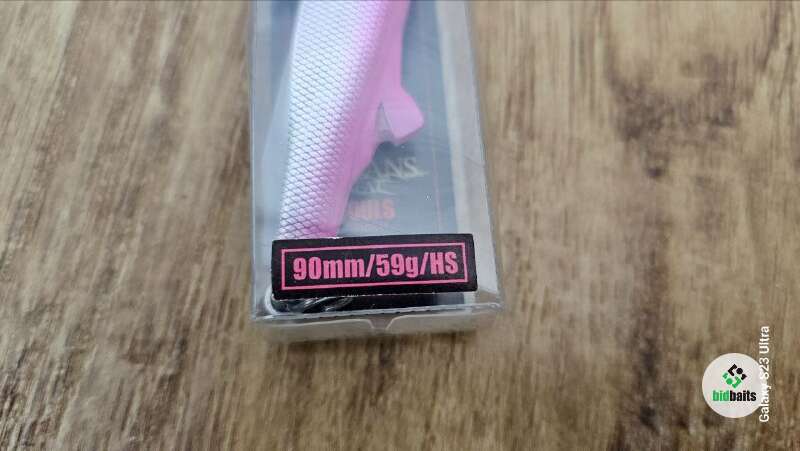 90mm/59g/HS
bidbaits
Galaxy S23 Ultra